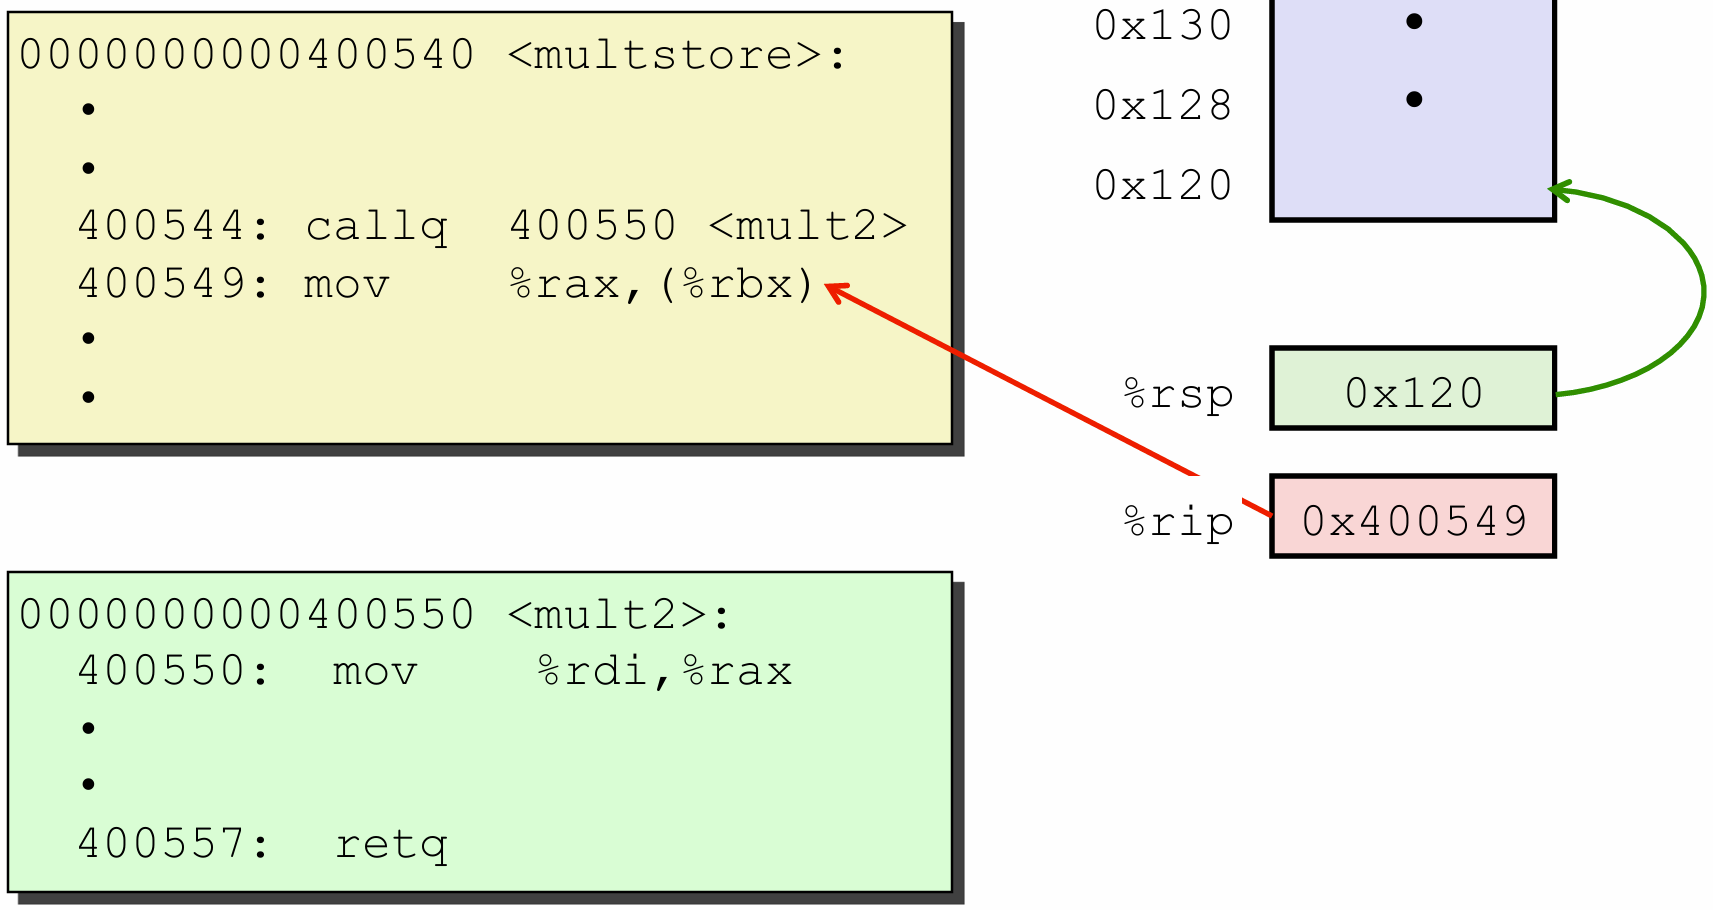 0000000000400540 <multstore>:
•
•
400544: callq 400550 <mult2>
400549: mov %rax,(%rbx)
•
•
0000000000400550 <mult2>:
400550: mov %rdi,%rax
•
•
400557: retq
0x130 •
0x128 •
0x120
%rsp 0x120
%rip 0x400549